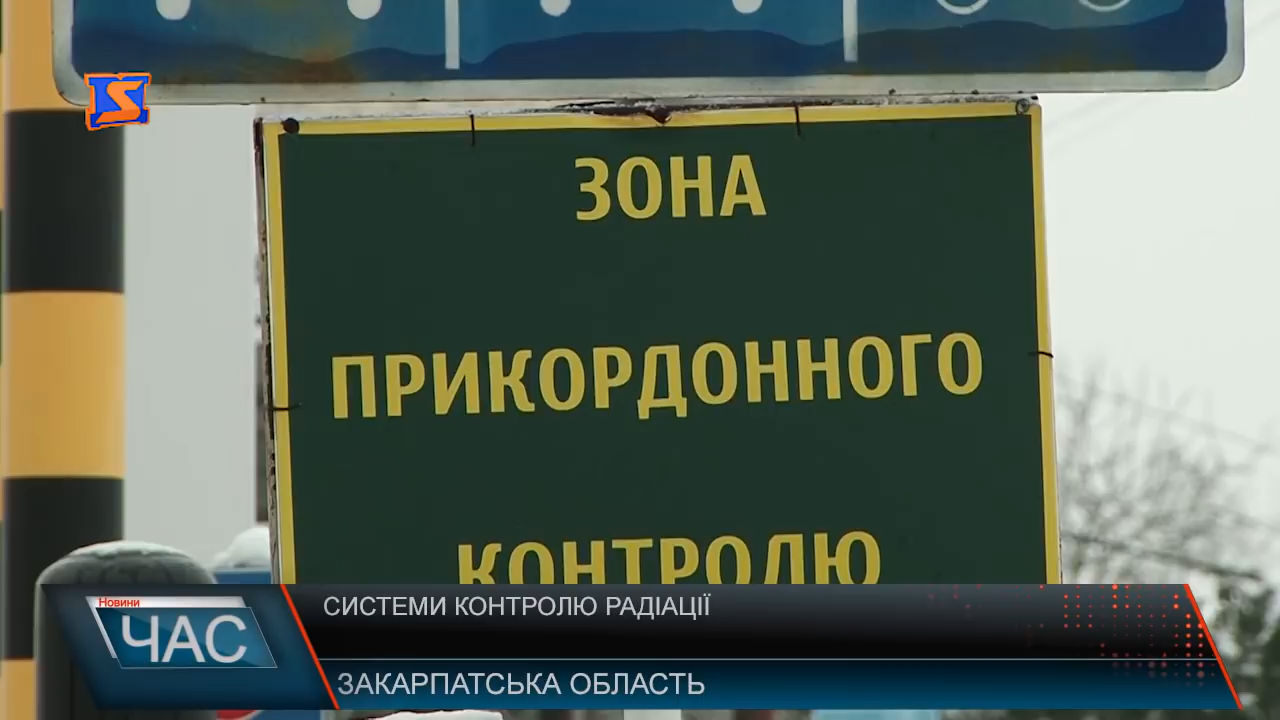 ЗОНА
ПРИКОРДОННОГО
КОНТРОЛЮ
Новини
ЧАС
СИСТЕМИ КОНТРОЛЮ РАДІАЦІЇ
ЗАКАРПАТСЬКА ОБЛАСТЬ